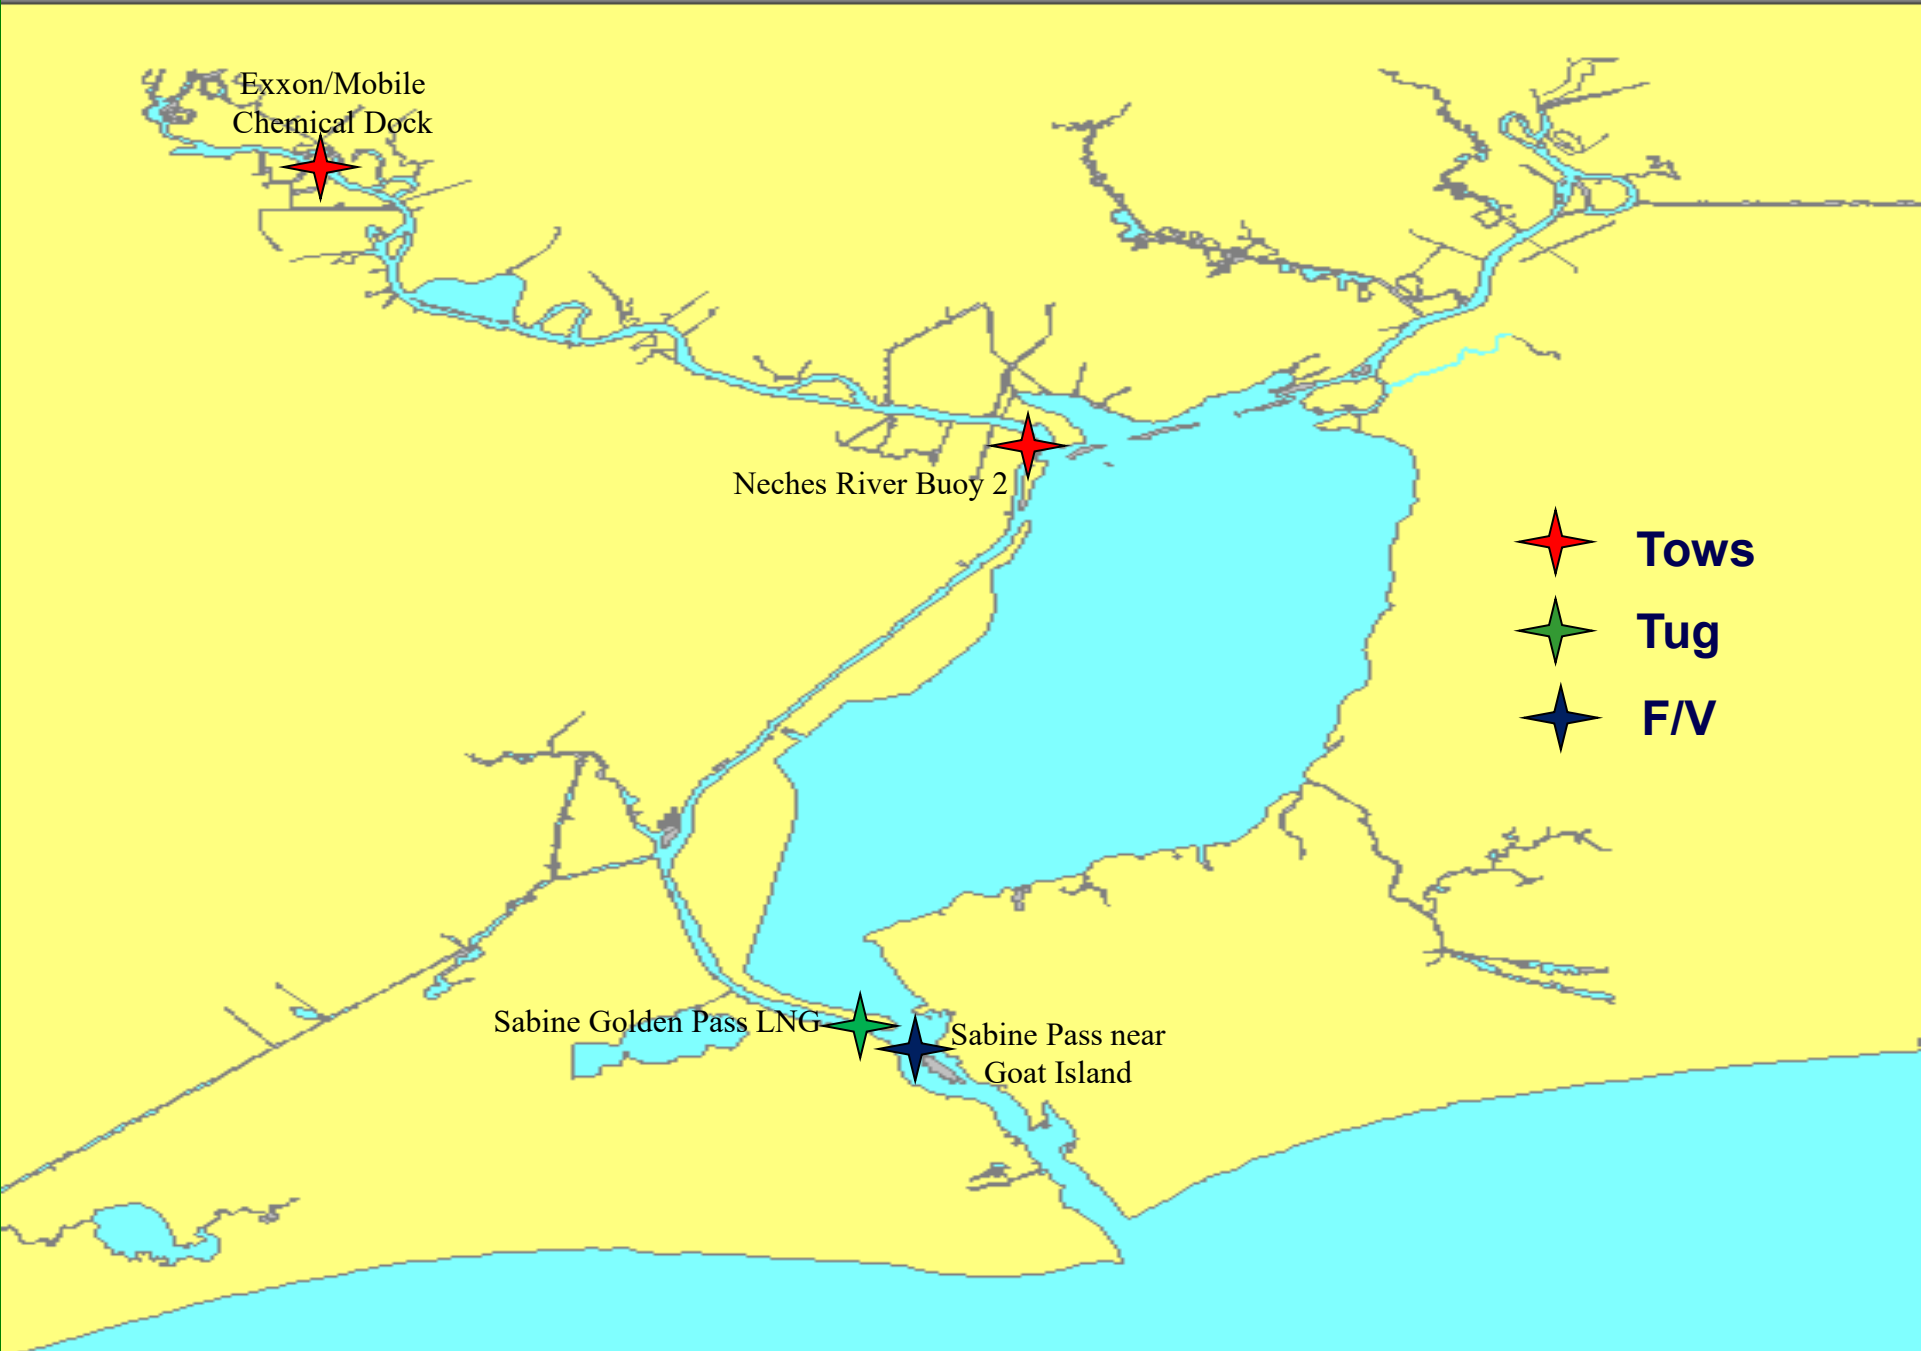 Exxon/Mobile
Chemical Dock
Neches River Buoy 2
Tows
Tug
F/V
Sabine Golden Pass LNG
Sabine Pass near
Goat Island